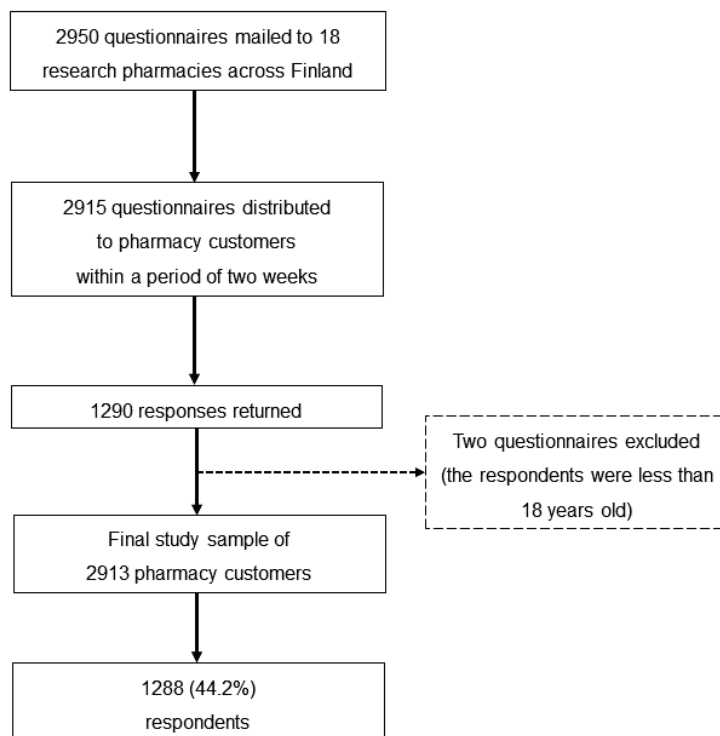 2950 questionnaires mailed to 18
research pharmacies across Finland
2915 questionnaires distributed
to pharmacy customers
within a period of two weeks
1290 responses returned
Two questionnaires excluded
(the respondents were less than
18 years old)
Final study sample of
2913 pharmacy customers
1288 (44.2%)
respondents